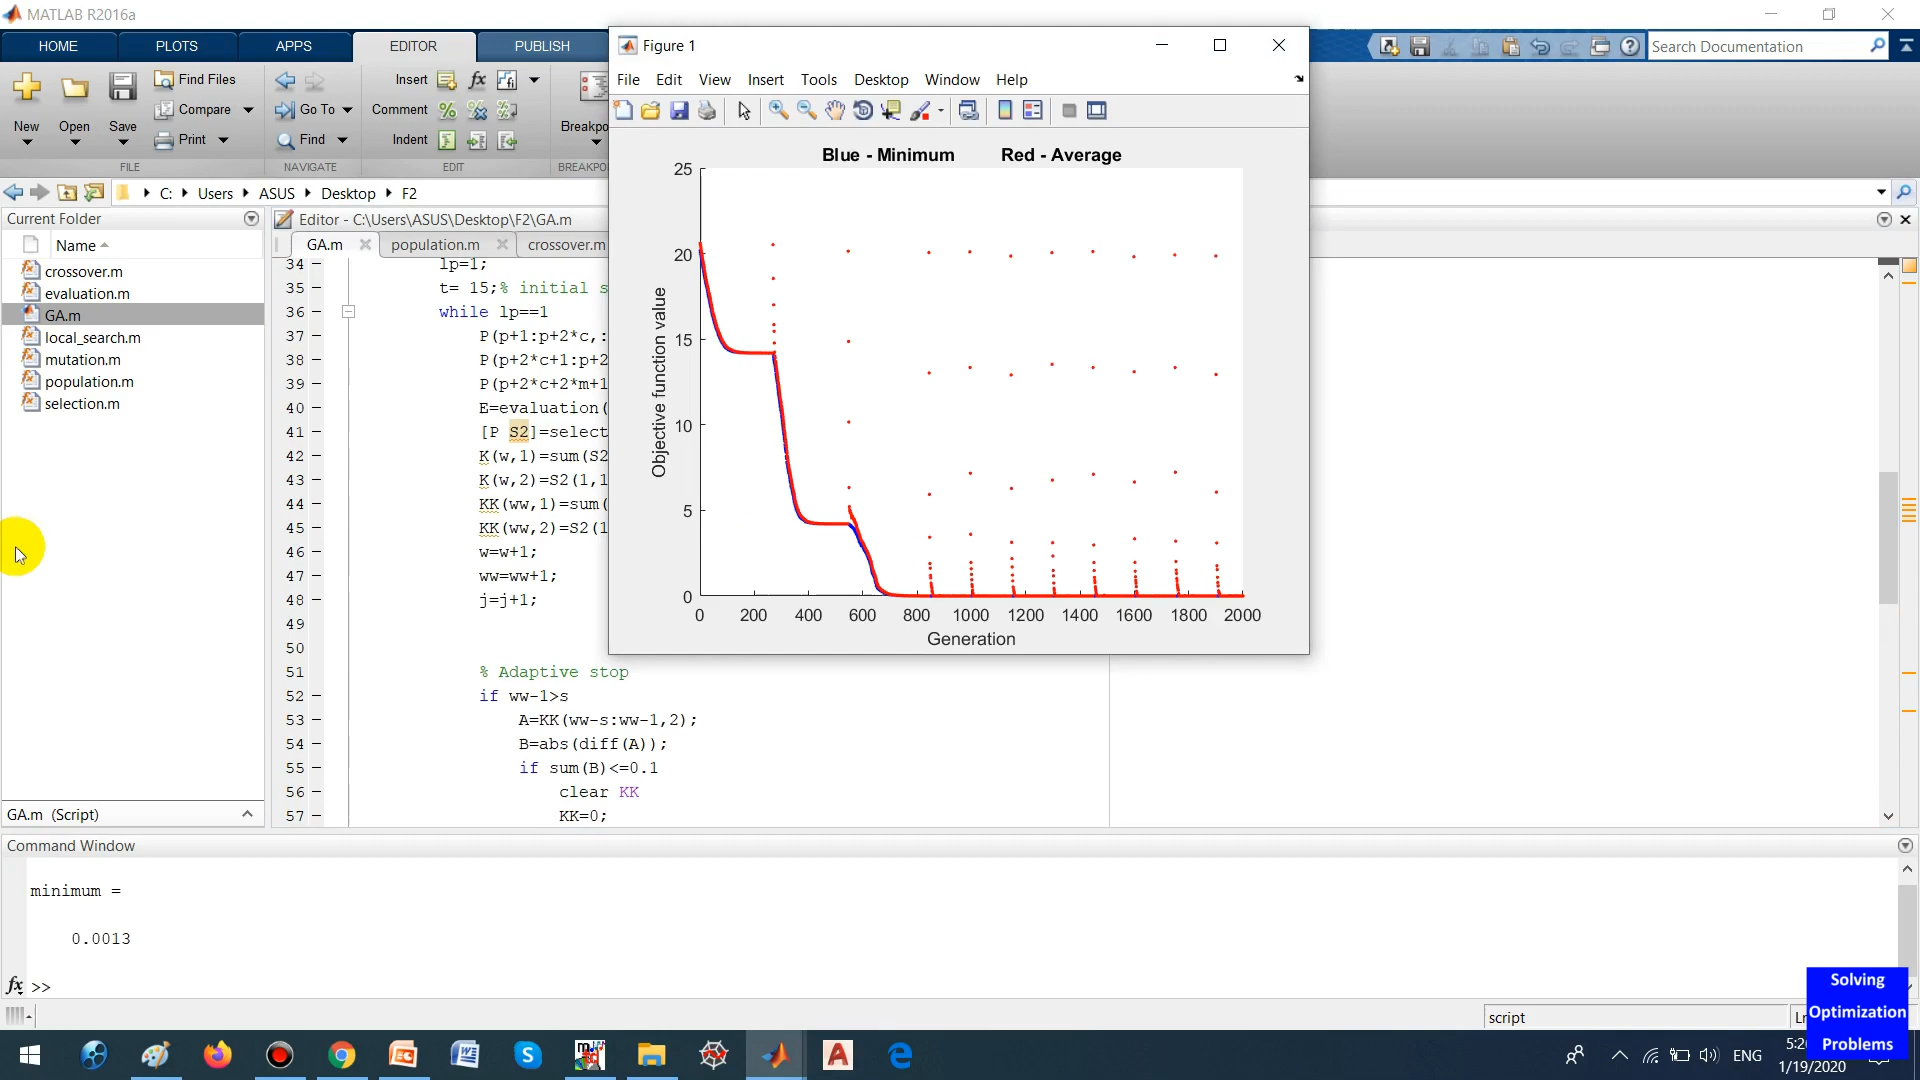 MATLAB R2016a
HOME
PLOTS
APPS
EDITOR
PUBLISH
Search Documentation
New
Open
Save
Find Files
Compare
Print
Go To
Find
Insert
Comment
Indent
Breakpo
FILE
NAVIGATE
EDIT
BREAKPO
C: Users ASUS Desktop F2
Current Folder
Name
crossover.m
evaluation.m
GA.m
local_search.m
mutation.m
population.m
selection.m
GA.m (Script)
Editor - C:\Users\ASUS\Desktop\F2\GA.m
GA.m
population.m
crossover.m
34 lp=1;
35 t= 15;% initial s
36 while lp==1
37 P(p+1:p+2*c,:
38 P(p+2*c+1:p+2
39 P(p+2*c+2*m+1
40 E=evaluation(
41 [P S2]=select
42 K(w,1)=sum(S2
43 K(w,2)=S2(1,1
44 KK(ww,1)=sum(
45 KK(ww,2)=S2(1
46 w=w+1;
47 ww=ww+1;
48 j=j+1;
49
50
51 % Adaptive stop
52 if ww-1>s
53 A=KK(ww-s:ww-1,2);
54 B=abs(diff(A));
55 if sum(B)<=0.1
56 clear KK
57 KK=0;
Figure 1
File Edit View Insert Tools Desktop Window Help
Blue - Minimum Red - Average
Objective function value
25
20
15
10
5
0
0 200 400 600 800 1000 1200 1400 1600 1800 2000
Generation
Command Window
minimum =
0.0013
fx >>
script
Solving
Optimization
Problems
ENG
1/19/2020